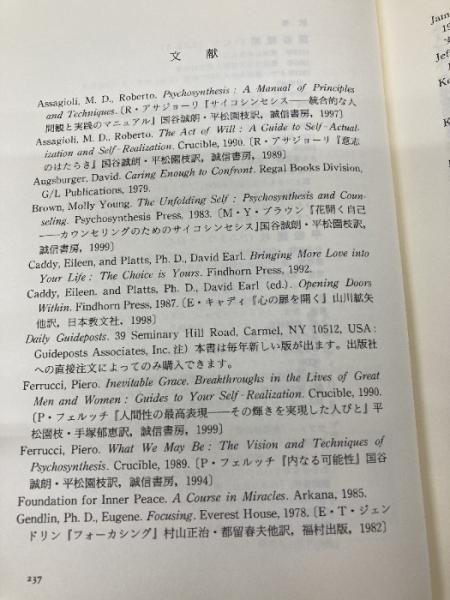 文献
Assagioli, M. D., Roberto. Psychosynthesis : A Manual of Principles
and Techniques.〔R・アサジョーリ『サイコシンセシス——統合的な人
間観と実践のマニュアル』国谷誠朗・平松園枝訳，誠信書房，1997〕
Assagioli, M. D., Roberto. The Act of Will : A Guide to Self-Actual-
ization and Self-Realization. Crucible, 1990.〔R・アサジョーリ『意志
のはたらき』国谷誠朗・平松園枝訳，誠信書房，1989〕
Augsburger, David. Caring Enough to Confront. Regal Books Division,
G/L Publications, 1979.
Brown, Molly Young. The Unfolding Self : Psychosynthesis and Coun-
seling. Psychosynthesis Press, 1983.〔M・Y・ブラウン『花開く自己
——カウンセリングのためのサイコシンセシス』国谷誠朗・平松園枝訳，
誠信書房，1999〕
Caddy, Eileen, and Platts, Ph. D., David Earl. Bringing More Love into
Your Life : The Choice is Yours. Findhorn Press, 1992.
Caddy, Eileen. and Platts, Ph. D., David Earl (ed.). Opening Doors
Within. Findhorn Press, 1987.〔E・キャディ『心の扉を開く』山川紘矢
他訳，日本教文社，1998〕
Daily Guideposts. 39 Seminary Hill Road, Carmel, NY 10512, USA :
Guideposts Associates, Inc. 注）本書は毎年新しい版が出ます。出版社
への直接注文によってのみ購入できます。
Ferrucci, Piero. Inevitable Grace. Breakthroughs in the Lives of Great
Men and Women : Guides to Your Self-Realization. Crucible, 1990.
〔P・フェルッチ『人間性の最高表現——その輝きを実現した人びと』平
松園枝・手塚郁恵訳，誠信書房，1999〕
Ferrucci, Piero. What We May Be : The Vision and Techniques of
Psychosynthesis. Crucible, 1989.〔P・フェルッチ『内なる可能性』国谷
誠朗・平松園枝訳，誠信書房，1994〕
Foundation for Inner Peace. A Course in Miracles. Arkana, 1985.
Gendlin, Ph. D., Eugene. Focusing. Everest House, 1978.〔E・T・ジェン
ドリン『フォーカシング』村山正治・都留春夫他訳，福村出版，1982〕
237
Jam
19
Jef
Ke
K